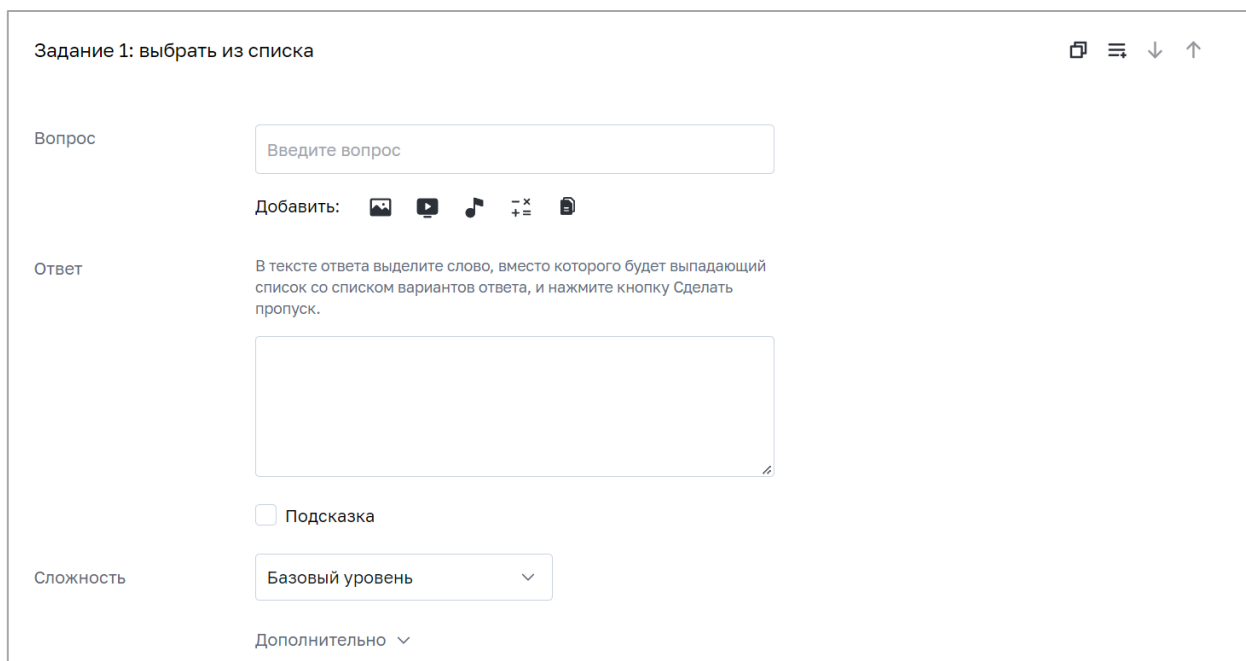 Задание 1: выбрать из списка
Вопрос
Введите вопрос
Добавить:
Ответ
В тексте ответа выделите слово, вместо которого будет выпадающий
список со списком вариантов ответа, и нажмите кнопку Сделать
пропуск.
Подсказка
Сложность
Базовый уровень
Дополнительно